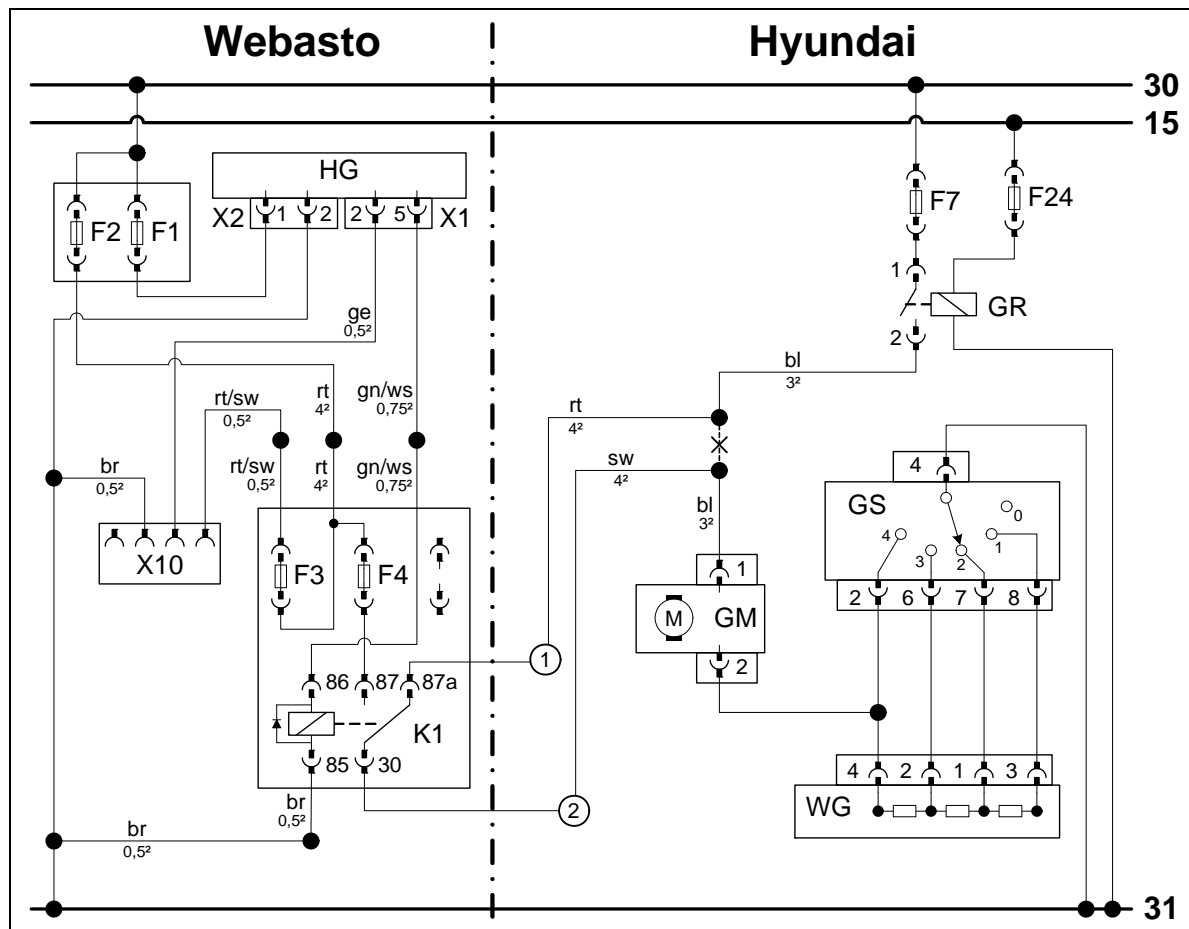 Webasto
Hyundai
30
15
HG
X2 1 2 2 5 X1
F2 F1
F7
F24
1
GR
2
ge
0,5²
bl
3²
rt/sw
0,5²
rt
4²
gn/ws
0,75²
rt
4²
br
0,5²
rt/sw
0,5²
rt
4²
gn/ws
0,75²
sw
4²
bl
3²
4
GS
0
4 3 2 1
X10
F3 F4
1
M GM
2
2 6 7 8
1
86 87 87a
K1
85 30
4 2 1 3
WG
br
0,5²
2
br
0,5²
31